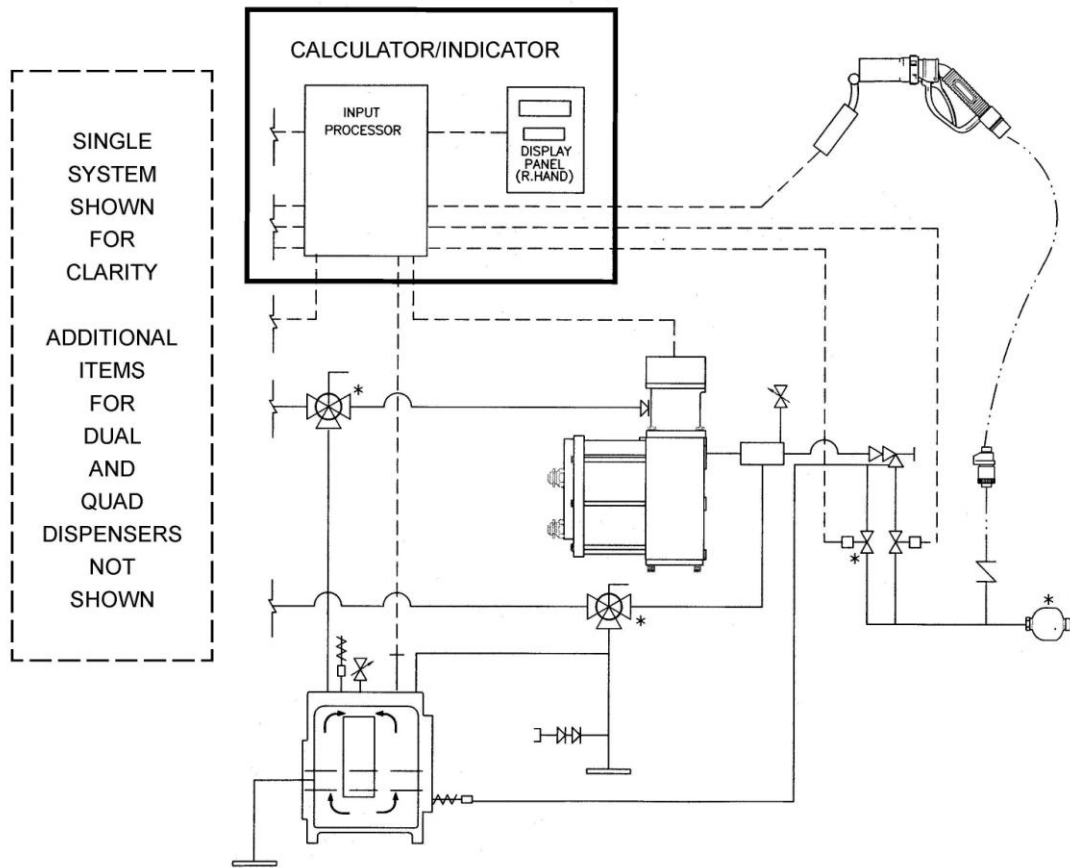 CALCULATOR/INDICATOR
INPUT
PROCESSOR
DISPLAY
PANEL
(R.HAND)
SINGLE
SYSTEM
SHOWN
FOR
CLARITY
ADDITIONAL
ITEMS
FOR
DUAL
AND
QUAD
DISPENSERS
NOT
SHOWN
*
*
*
*